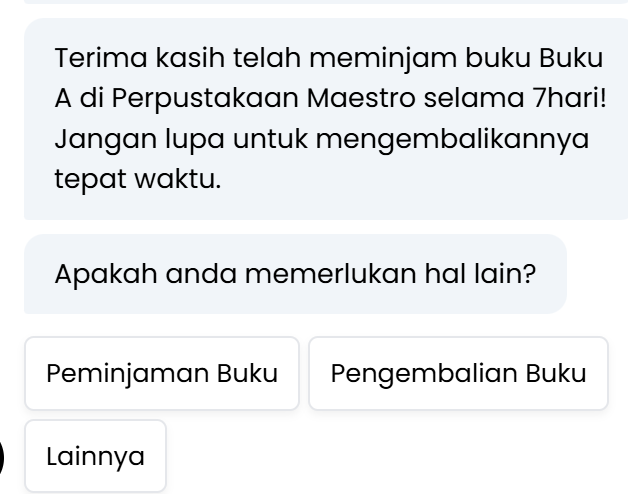 Terima kasih telah meminjam buku Buku
A di Perpustakaan Maestro selama 7hari!
Jangan lupa untuk mengembalikannya
tepat waktu.
Apakah anda memerlukan hal lain?
Peminjaman Buku
Pengembalian Buku
Lainnya